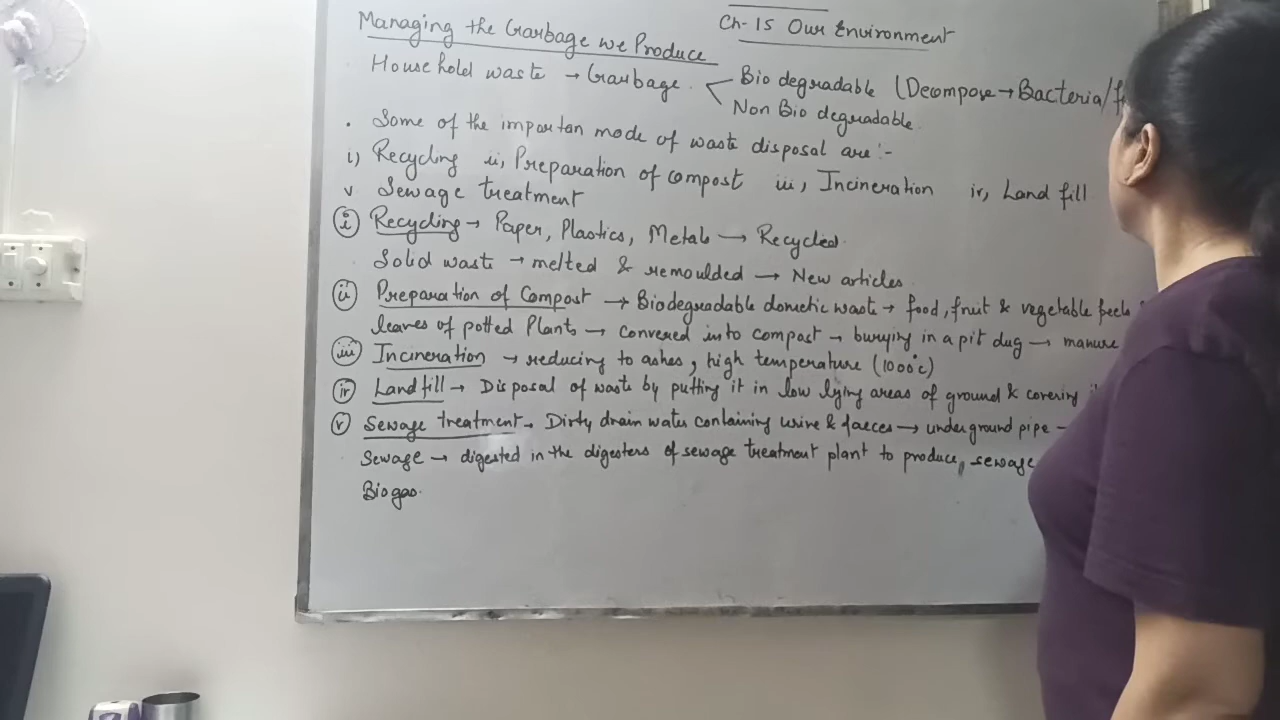 Ch-15 Our Environment
Managing the Garbage we Produce
House hold waste → Garbage
Bio degradable (Decompose → Bacteria/
Non Bio degradable
. Some of the importan mode of waste disposal are :-
i) Recycling ii, Preparation of compost iii, Incineration iv, Land fill
v Sewage treatment
(i) Recycling → Paper, Plastics, Metals → Recycled.
Solid waste → melted & remoulded → New articles.
(ii) Preparation of Compost → Biodegradable dometic waste → food, fruit & vegetable peels
leaves of potted Plants → convered into compost → burying in a pit dug → manure
(iii) Incineration → reducing to ashes, high temperature (1000°c)
(iv) Landfill → Disposal of waste by putting it in low lying areas of ground & covering
(v) Sewage treatment → Dirty drain water containing urine & faeces → underground pipe -
Sewage → digested in the digesters of sewage treatment plant to produce, sewage
Biogas.